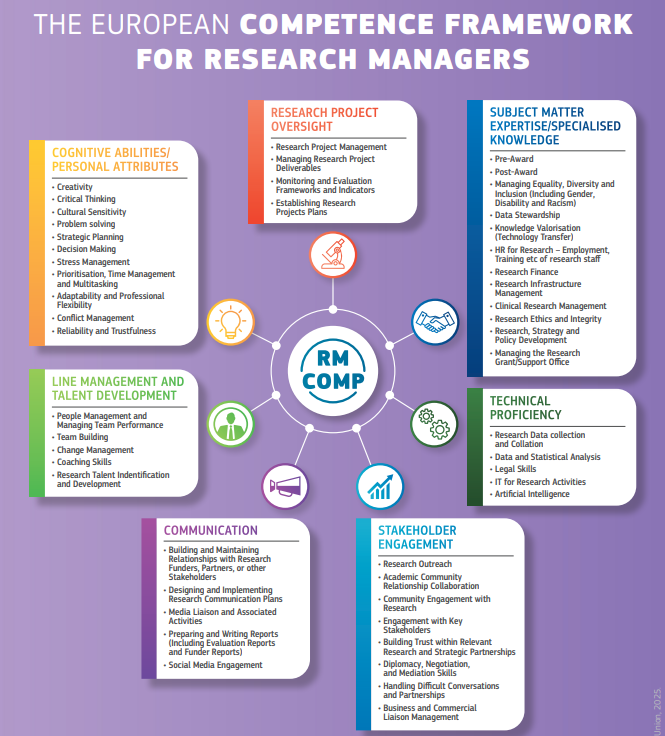 THE EUROPEAN COMPETENCE FRAMEWORK
FOR RESEARCH MANAGERS
COGNITIVE ABILITIES/
PERSONAL ATTRIBUTES
• Creativity
• Critical Thinking
• Cultural Sensitivity
• Problem solving
• Strategic Planning
• Decision Making
• Stress Management
• Prioritisation, Time Management
and Multitasking
• Adaptability and Professional
Flexibility
• Conflict Management
• Reliability and Trustfulness
RESEARCH PROJECT
OVERSIGHT
• Research Project Management
• Managing Research Project
Deliverables
• Monitoring and Evaluation
Frameworks and Indicators
• Establishing Research
Projects Plans
SUBJECT MATTER
EXPERTISE/SPECIALISED
KNOWLEDGE
• Pre-Award
• Post-Award
• Managing Equality, Diversity and
Inclusion (Including Gender,
Disability and Racism)
• Data Stewardship
• Knowledge Valorisation
(Technology Transfer)
• HR for Research – Employment,
Training etc of research staff
• Research Finance
• Research Infrastructure
Management
• Clinical Research Management
• Research Ethics and Integrity
• Research, Strategy and
Policy Development
• Managing the Research
Grant/Support Office
RM
COMP
LINE MANAGEMENT AND
TALENT DEVELOPMENT
• People Management and
Managing Team Performance
• Team Building
• Change Management
• Coaching Skills
• Research Talent Indentification
and Development
TECHNICAL
PROFICIENCY
• Research Data collection
and Collation
• Data and Statistical Analysis
• Legal Skills
• IT for Research Activities
• Artificial Intelligence
COMMUNICATION
• Building and Maintaining
Relationships with Research
Funders, Partners, or other
Stakeholders
• Designing and Implementing
Research Communication Plans
• Media Liaison and Associated
Activities
• Preparing and Writing Reports
(Including Evaluation Reports
and Funder Reports)
• Social Media Engagement
STAKEHOLDER
ENGAGEMENT
• Research Outreach
• Academic Community
Relationship Collaboration
• Community Engagement with
Research
• Engagement with Key
Stakeholders
• Building Trust within Relevant
Research and Strategic Partnerships
• Diplomacy, Negotiation,
and Mediation Skills
• Handling Difficult Conversations
and Partnerships
• Business and Commercial
Liaison Management
Union, 2025